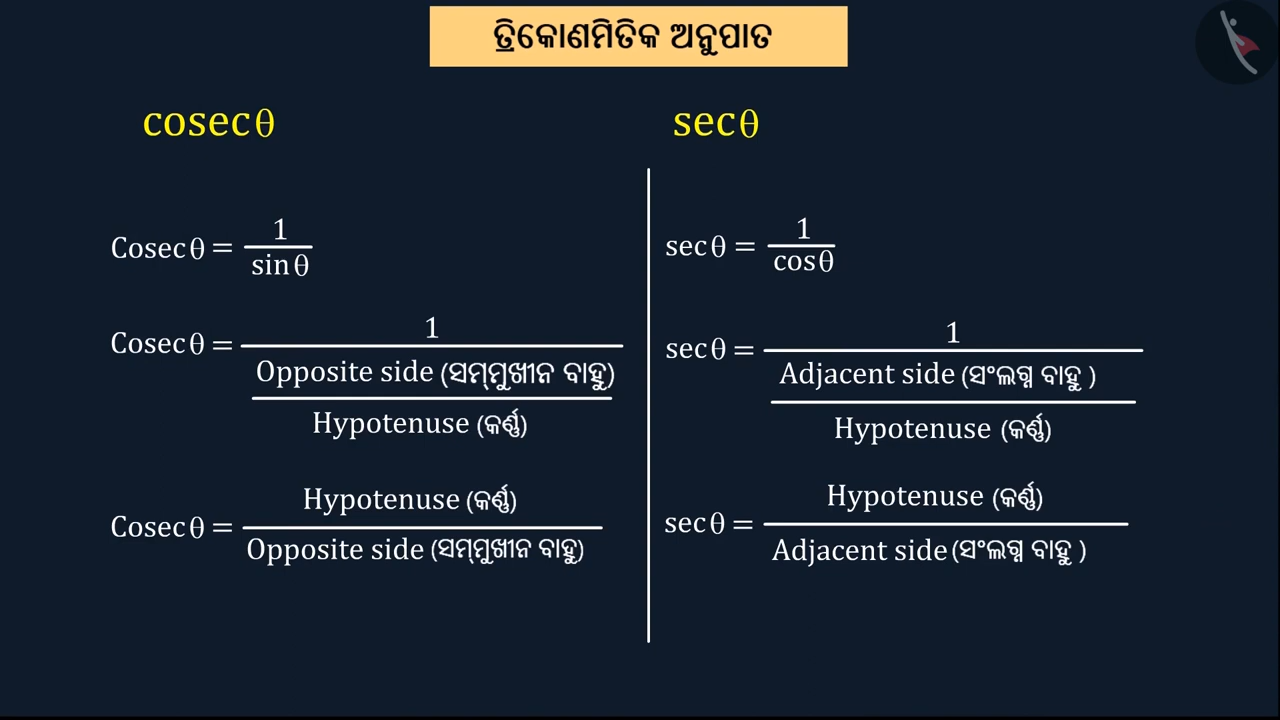 ତ୍ରିକୋଣମିତିକ ଅନୁପାତ
cosecθ
Cosecθ = 1
sinθ
Cosecθ = 1
Opposite side (ସମ୍ମୁଖୀନ ବାହୁ)
Hypotenuse (କର୍ଣ୍ଣ)
Cosecθ = Hypotenuse (କର୍ଣ୍ଣ)
Opposite side (ସମ୍ମୁଖୀନ ବାହୁ)
secθ
secθ = 1
cosθ
secθ = 1
Adjacent side (ସଂଲଗ୍ନ ବାହୁ )
Hypotenuse (କର୍ଣ୍ଣ)
secθ = Hypotenuse (କର୍ଣ୍ଣ)
Adjacent side (ସଂଲଗ୍ନ ବାହୁ )